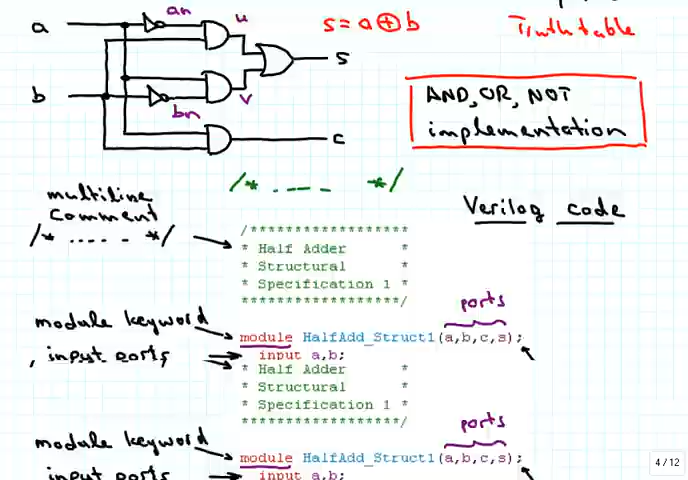 a
an
u
s = a ⊕ b
Truth table
s
b
bn
v
c
AND, OR, NOT
implementation
/* . --- */
multiline
comment
/* ..... */
Verilog code
/*******************
* Half Adder *
* Structural *
* Specification 1 *
******************/
ports
module keyword
module HalfAdd_Struct1(a,b,c,s);
, input ports
input a,b;
* Half Adder *
* Structural *
* Specification 1 *
******************/
ports
module keyword
module HalfAdd_Struct1(a,b,c,s);
input ports
input a,b;
4 / 12